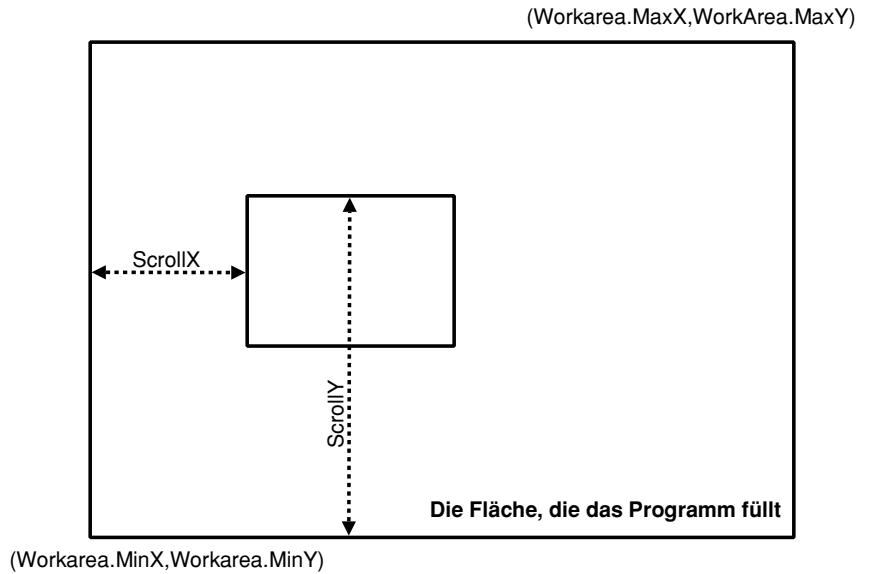 (Workarea.MaxX,WorkArea.MaxY)
ScrollX
ScrollY
Die Fläche, die das Programm füllt
(Workarea.MinX,Workarea.MinY)